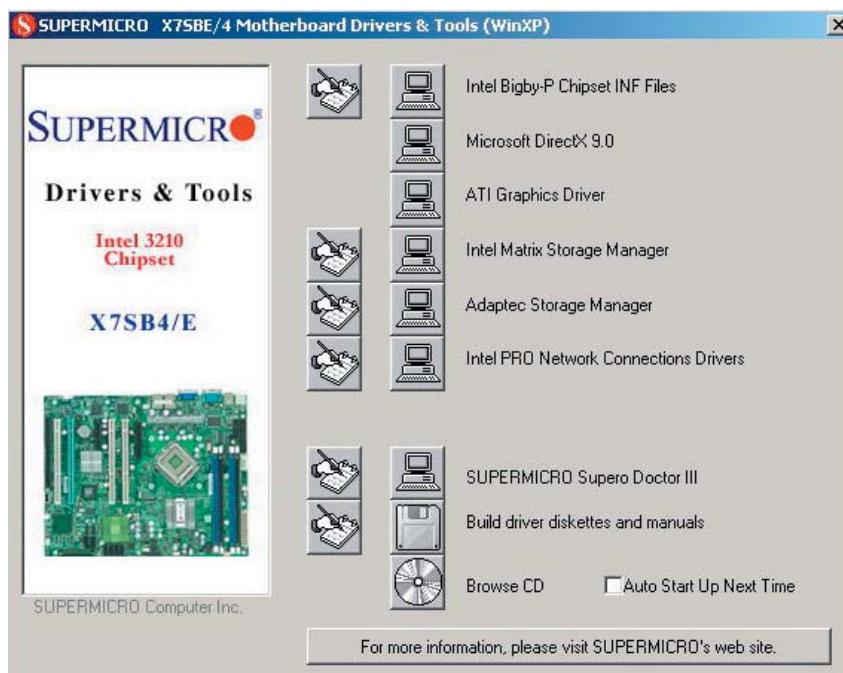 SUPERMICRO X7SBE/4 Motherboard Drivers & Tools (WinXP)
SUPERMICRO®
Drivers & Tools
Intel 3210
Chipset
X7SB4/E
SUPERMICRO Computer Inc.
Intel Bigby-P Chipset INF Files
Microsoft DirectX 9.0
ATI Graphics Driver
Intel Matrix Storage Manager
Adaptec Storage Manager
Intel PRO Network Connections Drivers
SUPERMICRO Supero Doctor III
Build driver diskettes and manuals
Browse CD
Auto Start Up Next Time
For more information, please visit SUPERMICRO's web site.